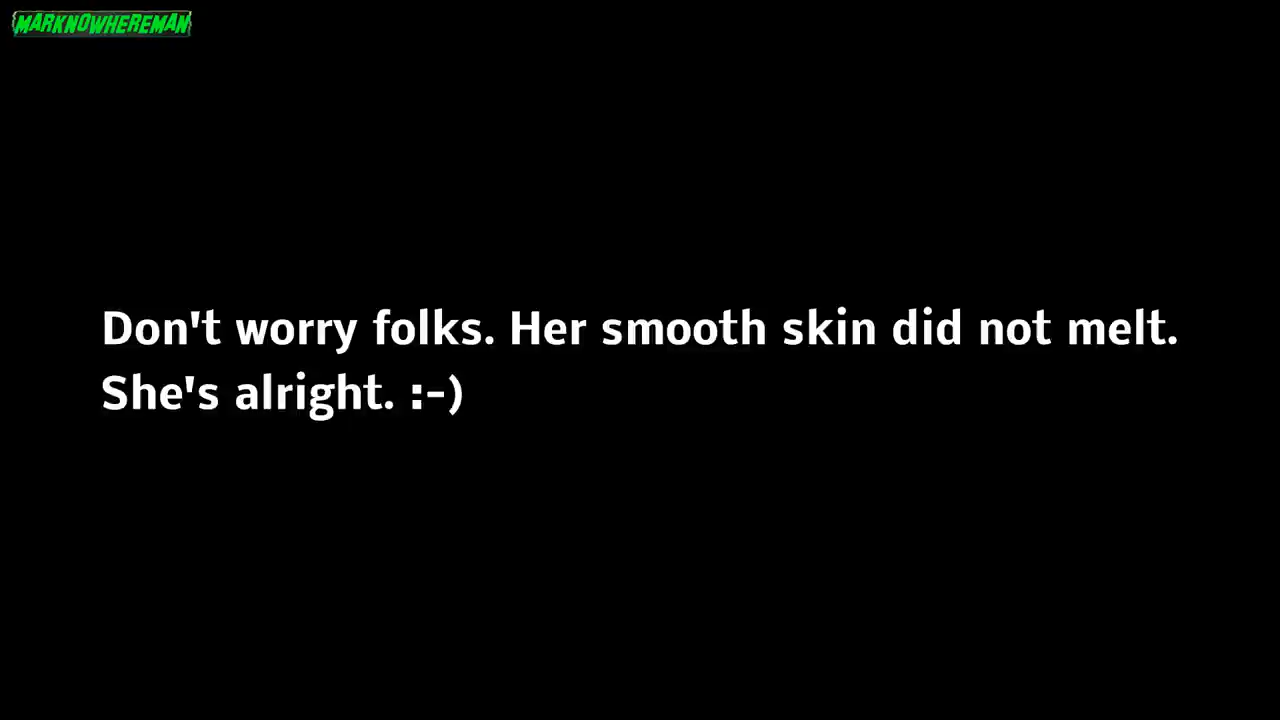 MARKNOWHEREMAN
Don't worry folks. Her smooth skin did not melt.
She's alright. :-)